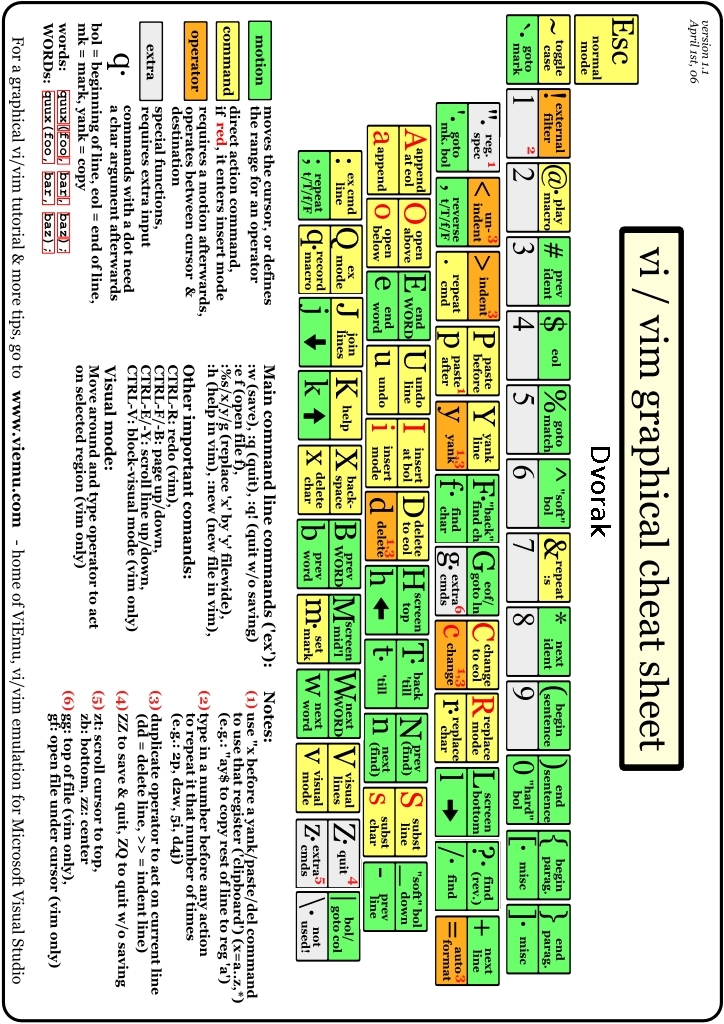 version 1.1
April 1st, 06
vi / vim graphical cheat sheet
Dvorak
Esc
normal
mode
~ toggle case
`· goto mark
! external filter
1 2
@· play macro
2
# prev ident
3
$ eol
4
% goto match
5
^ "soft" bol
6
& repeat :s
7
* next ident
8
( begin sentence
9
) end sentence
0 "hard" bol
{ begin parag.
[· misc
} end parag.
]· misc
"· reg. spec 1
'· goto mk. bol
< un-indent 3
, reverse t/T/f/F
> indent 3
. repeat cmd
P paste before
p paste after 1
Y yank line
y yank 1,3
F· "back" find ch
f· find char
G eof/ goto ln
g· extra cmds 6
C change to eol
c change 1,3
R replace mode
r· replace char
L screen bottom
l →
?· find (rev.)
/· find
+ next line
= auto format 3
A append at eol
a append
O open above
o open below
E end WORD
e end word
U undo line
u undo
I insert at bol
i insert mode
D delete to eol
d delete 1,3
H screen top
h ←
T· back 'till
t· 'till
N prev (find)
n next (find)
S subst line
s subst char
_ "soft" bol down
- prev line
: ex cmd line
; repeat t/T/f/F
Q ex mode
q· record macro
J join lines
j ↓
K help
k ↑
X back-space
x delete char
B prev WORD
b prev word
M screen mid'l
m· set mark
W next WORD
w next word
V visual lines
v visual mode
Z· quit 4
z· extra cmds 5
| bol/ goto col
\· not used!
motion
moves the cursor, or defines
the range for an operator
command
direct action command,
if red, it enters insert mode
operator
requires a motion afterwards,
operates between cursor &
destination
extra
special functions,
requires extra input
q·
commands with a dot need
a char argument afterwards
bol = beginning of line, eol = end of line,
mk = mark, yank = copy
words: quux(foo, bar, baz);
WORDs: quux(foo, bar, baz);
Main command line commands ('ex'):
:w (save), :q (quit), :q! (quit w/o saving)
:e f (open file f),
:%s/x/y/g (replace 'x' by 'y' filewide),
:h (help in vim), :new (new file in vim),
Other important comands:
CTRL-R: redo (vim),
CTRL-F/-B: page up/down,
CTRL-E/-Y: scroll line up/down,
CTRL-V: block-visual mode (vim only)
Visual mode:
Move around and type operator to act
on selected region (vim only)
Notes:
(1) use "x before a yank/paste/del command
to use that register ('clipboard') (x=a..z,*)
(e.g.: "ay$ to copy rest of line to reg 'a')
(2) type in a number before any action
to repeat it that number of times
(e.g.: 2p, d2w, 5i, d4j)
(3) duplicate operator to act on current line
(dd = delete line, >> = indent line)
(4) ZZ to save & quit, ZQ to quit w/o saving
(5) zt: scroll cursor to top,
zb: bottom, zz: center
(6) gg: top of file (vim only),
gf: open file under cursor (vim only)
For a graphical vi/vim tutorial & more tips, go to www.viemu.com - home of ViEmu, vi/vim emulation for Microsoft Visual Studio